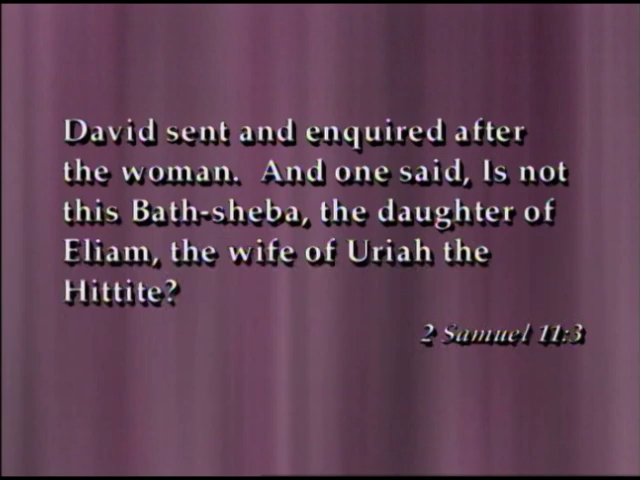 David sent and enquired after
the woman.  And one said, Is not
this Bath-sheba, the daughter of
Eliam, the wife of Uriah the
Hittite?
2 Samuel 11:3